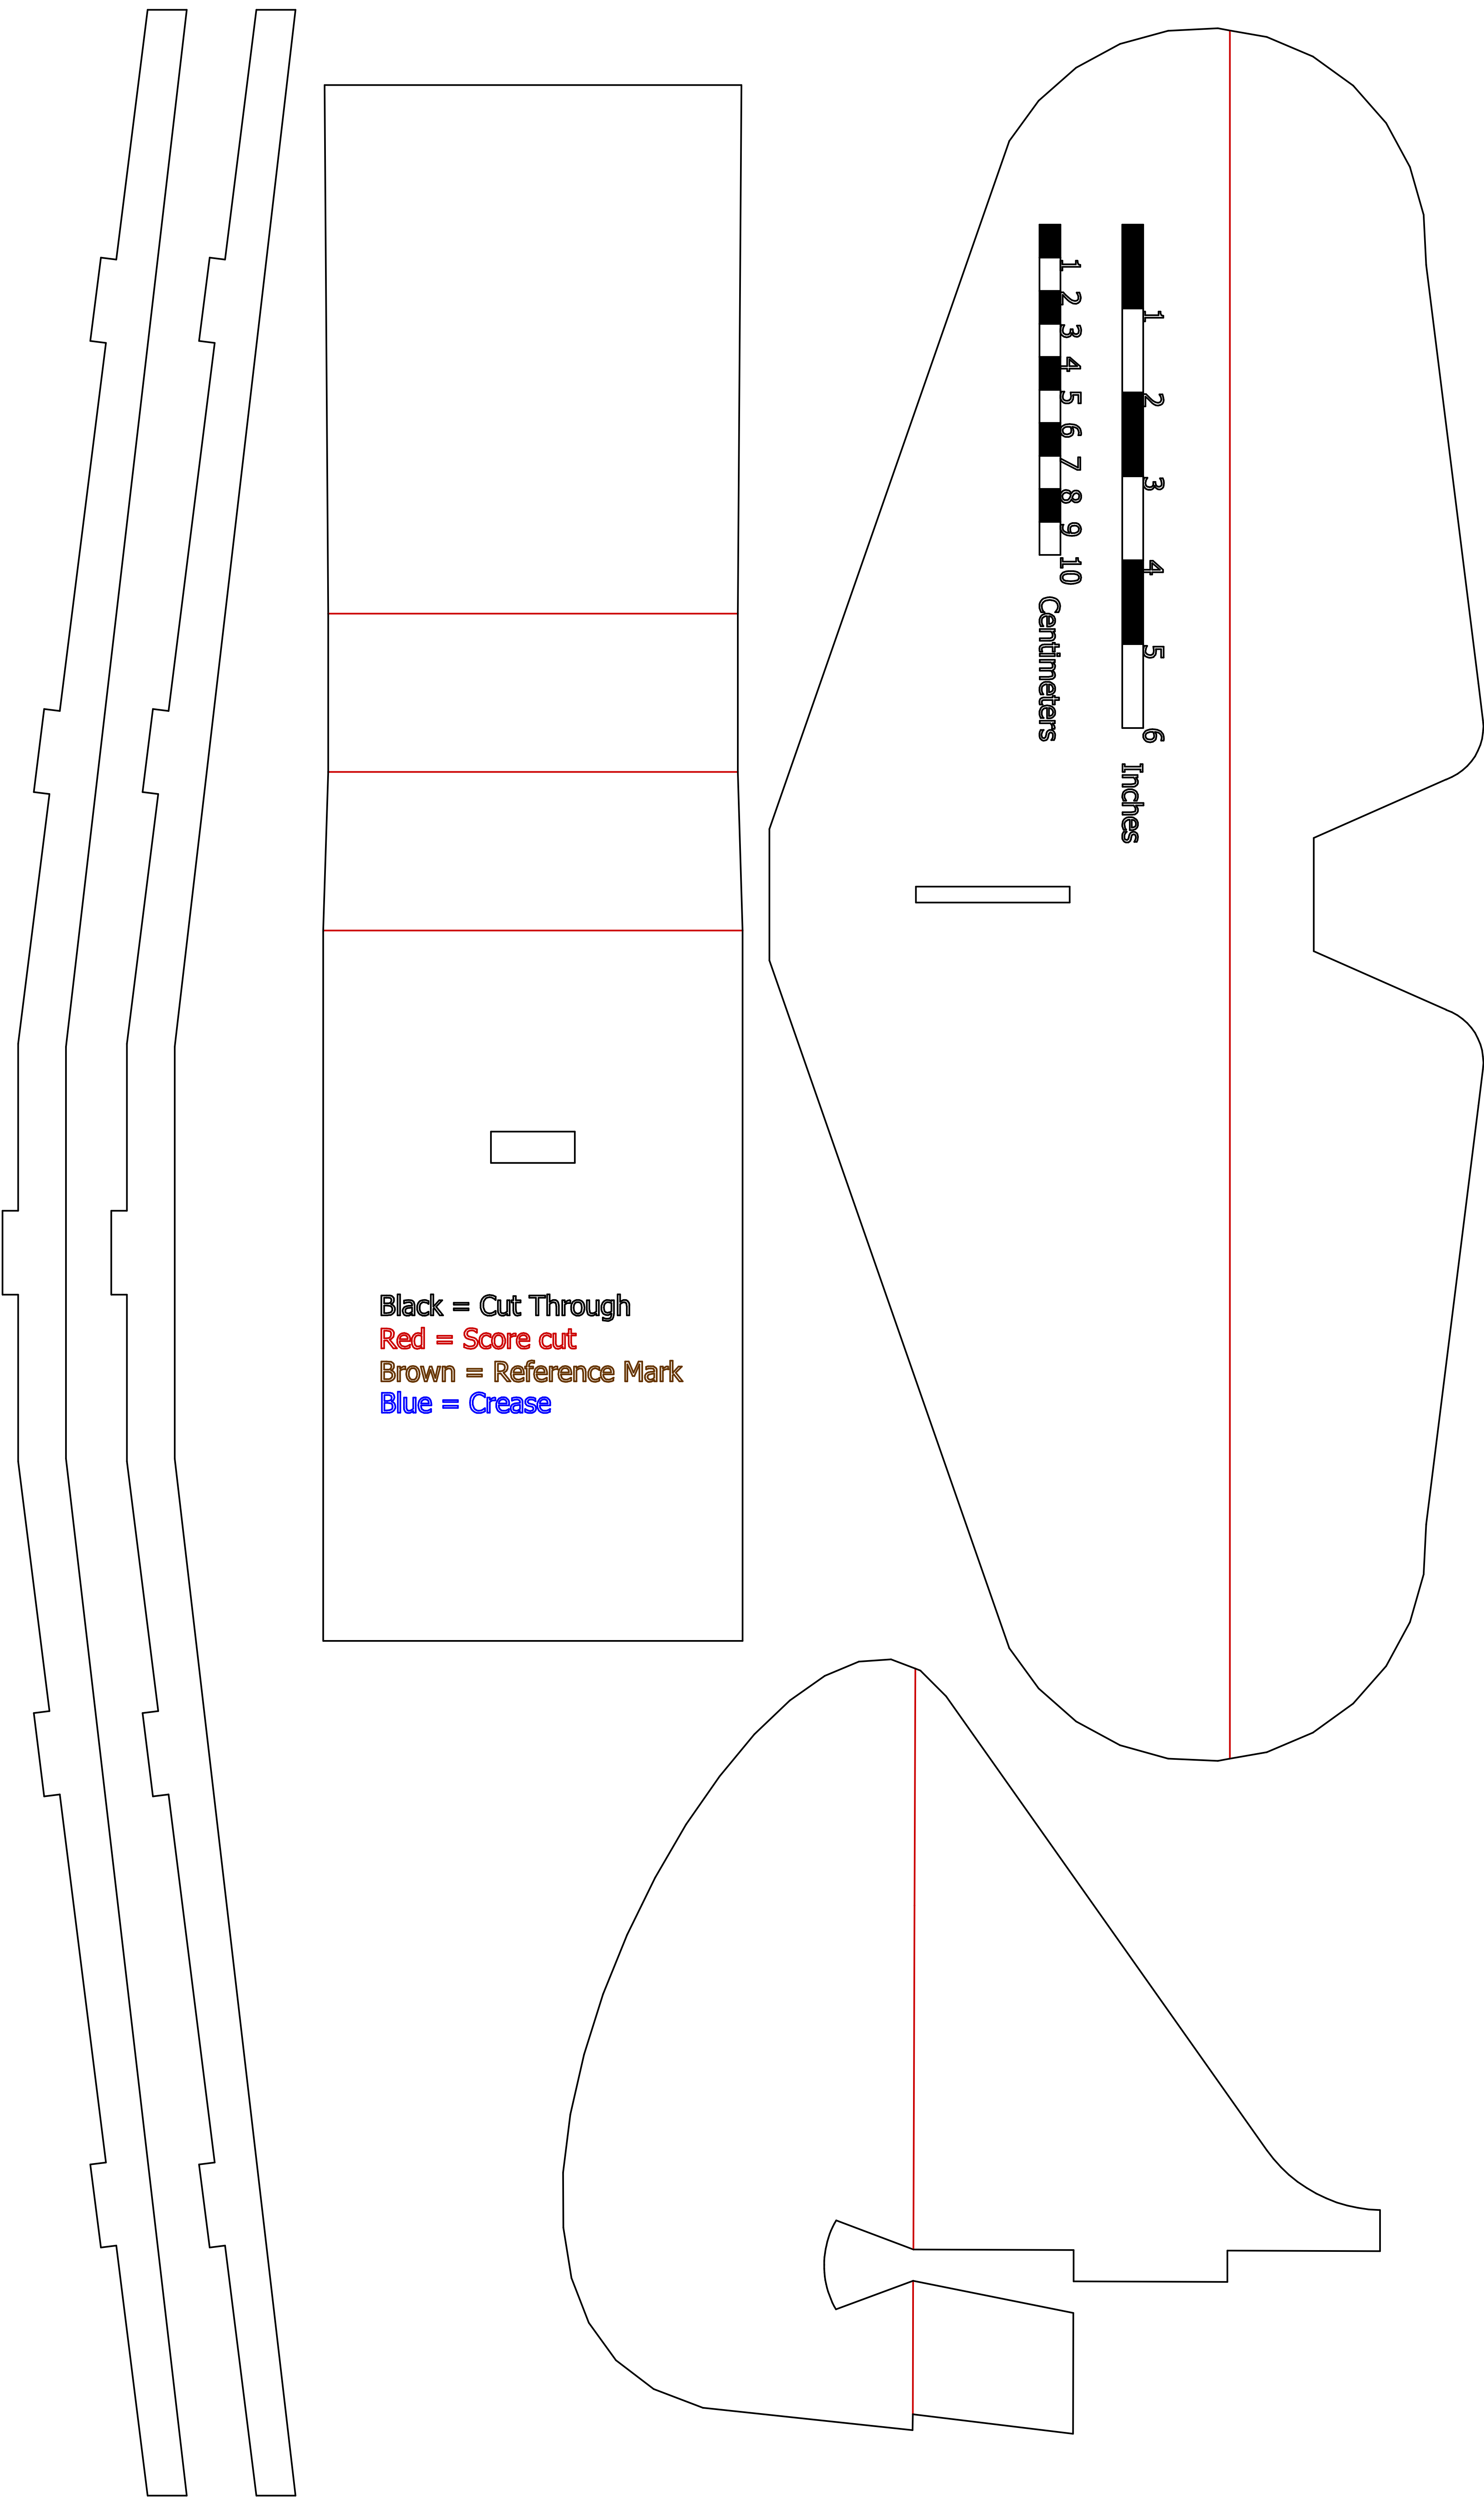 1 2 3 4 5 6 7 8 9 10 Centimeters
1 2 3 4 5 6 Inches
Black = Cut Through
Red = Score cut
Brown = Reference Mark
Blue = Crease